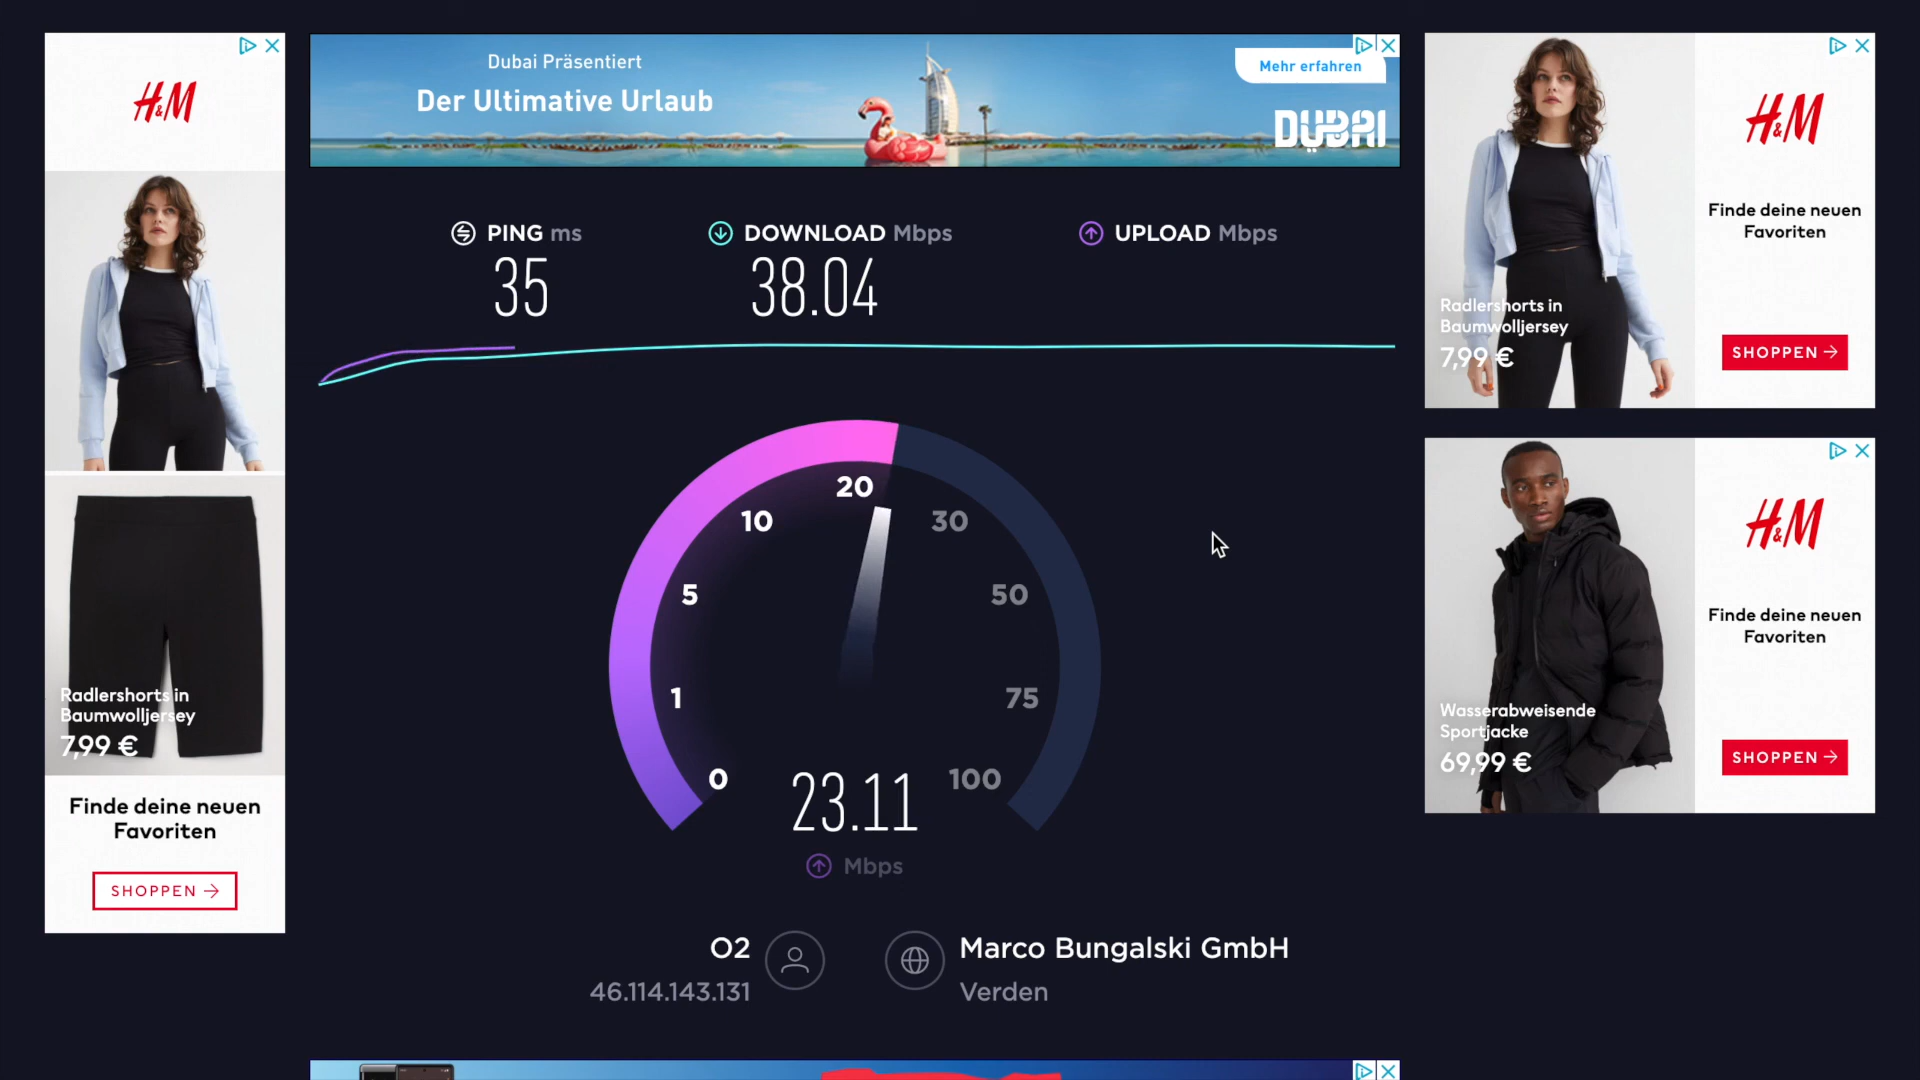 H&M
Radlershorts in
Baumwolljersey
7,99 €
Finde deine neuen
Favoriten
SHOPPEN →
Dubai Präsentiert
Der Ultimative Urlaub
Mehr erfahren
DUBAI
PING ms
35
DOWNLOAD Mbps
38.04
UPLOAD Mbps
0
1
5
10
20
30
50
75
100
23.11
Mbps
O2
46.114.143.131
Marco Bungalski GmbH
Verden
H&M
Finde deine neuen
Favoriten
Radlershorts in
Baumwolljersey
7,99 €
SHOPPEN →
H&M
Finde deine neuen
Favoriten
Wasserabweisende
Sportjacke
69,99 €
SHOPPEN →